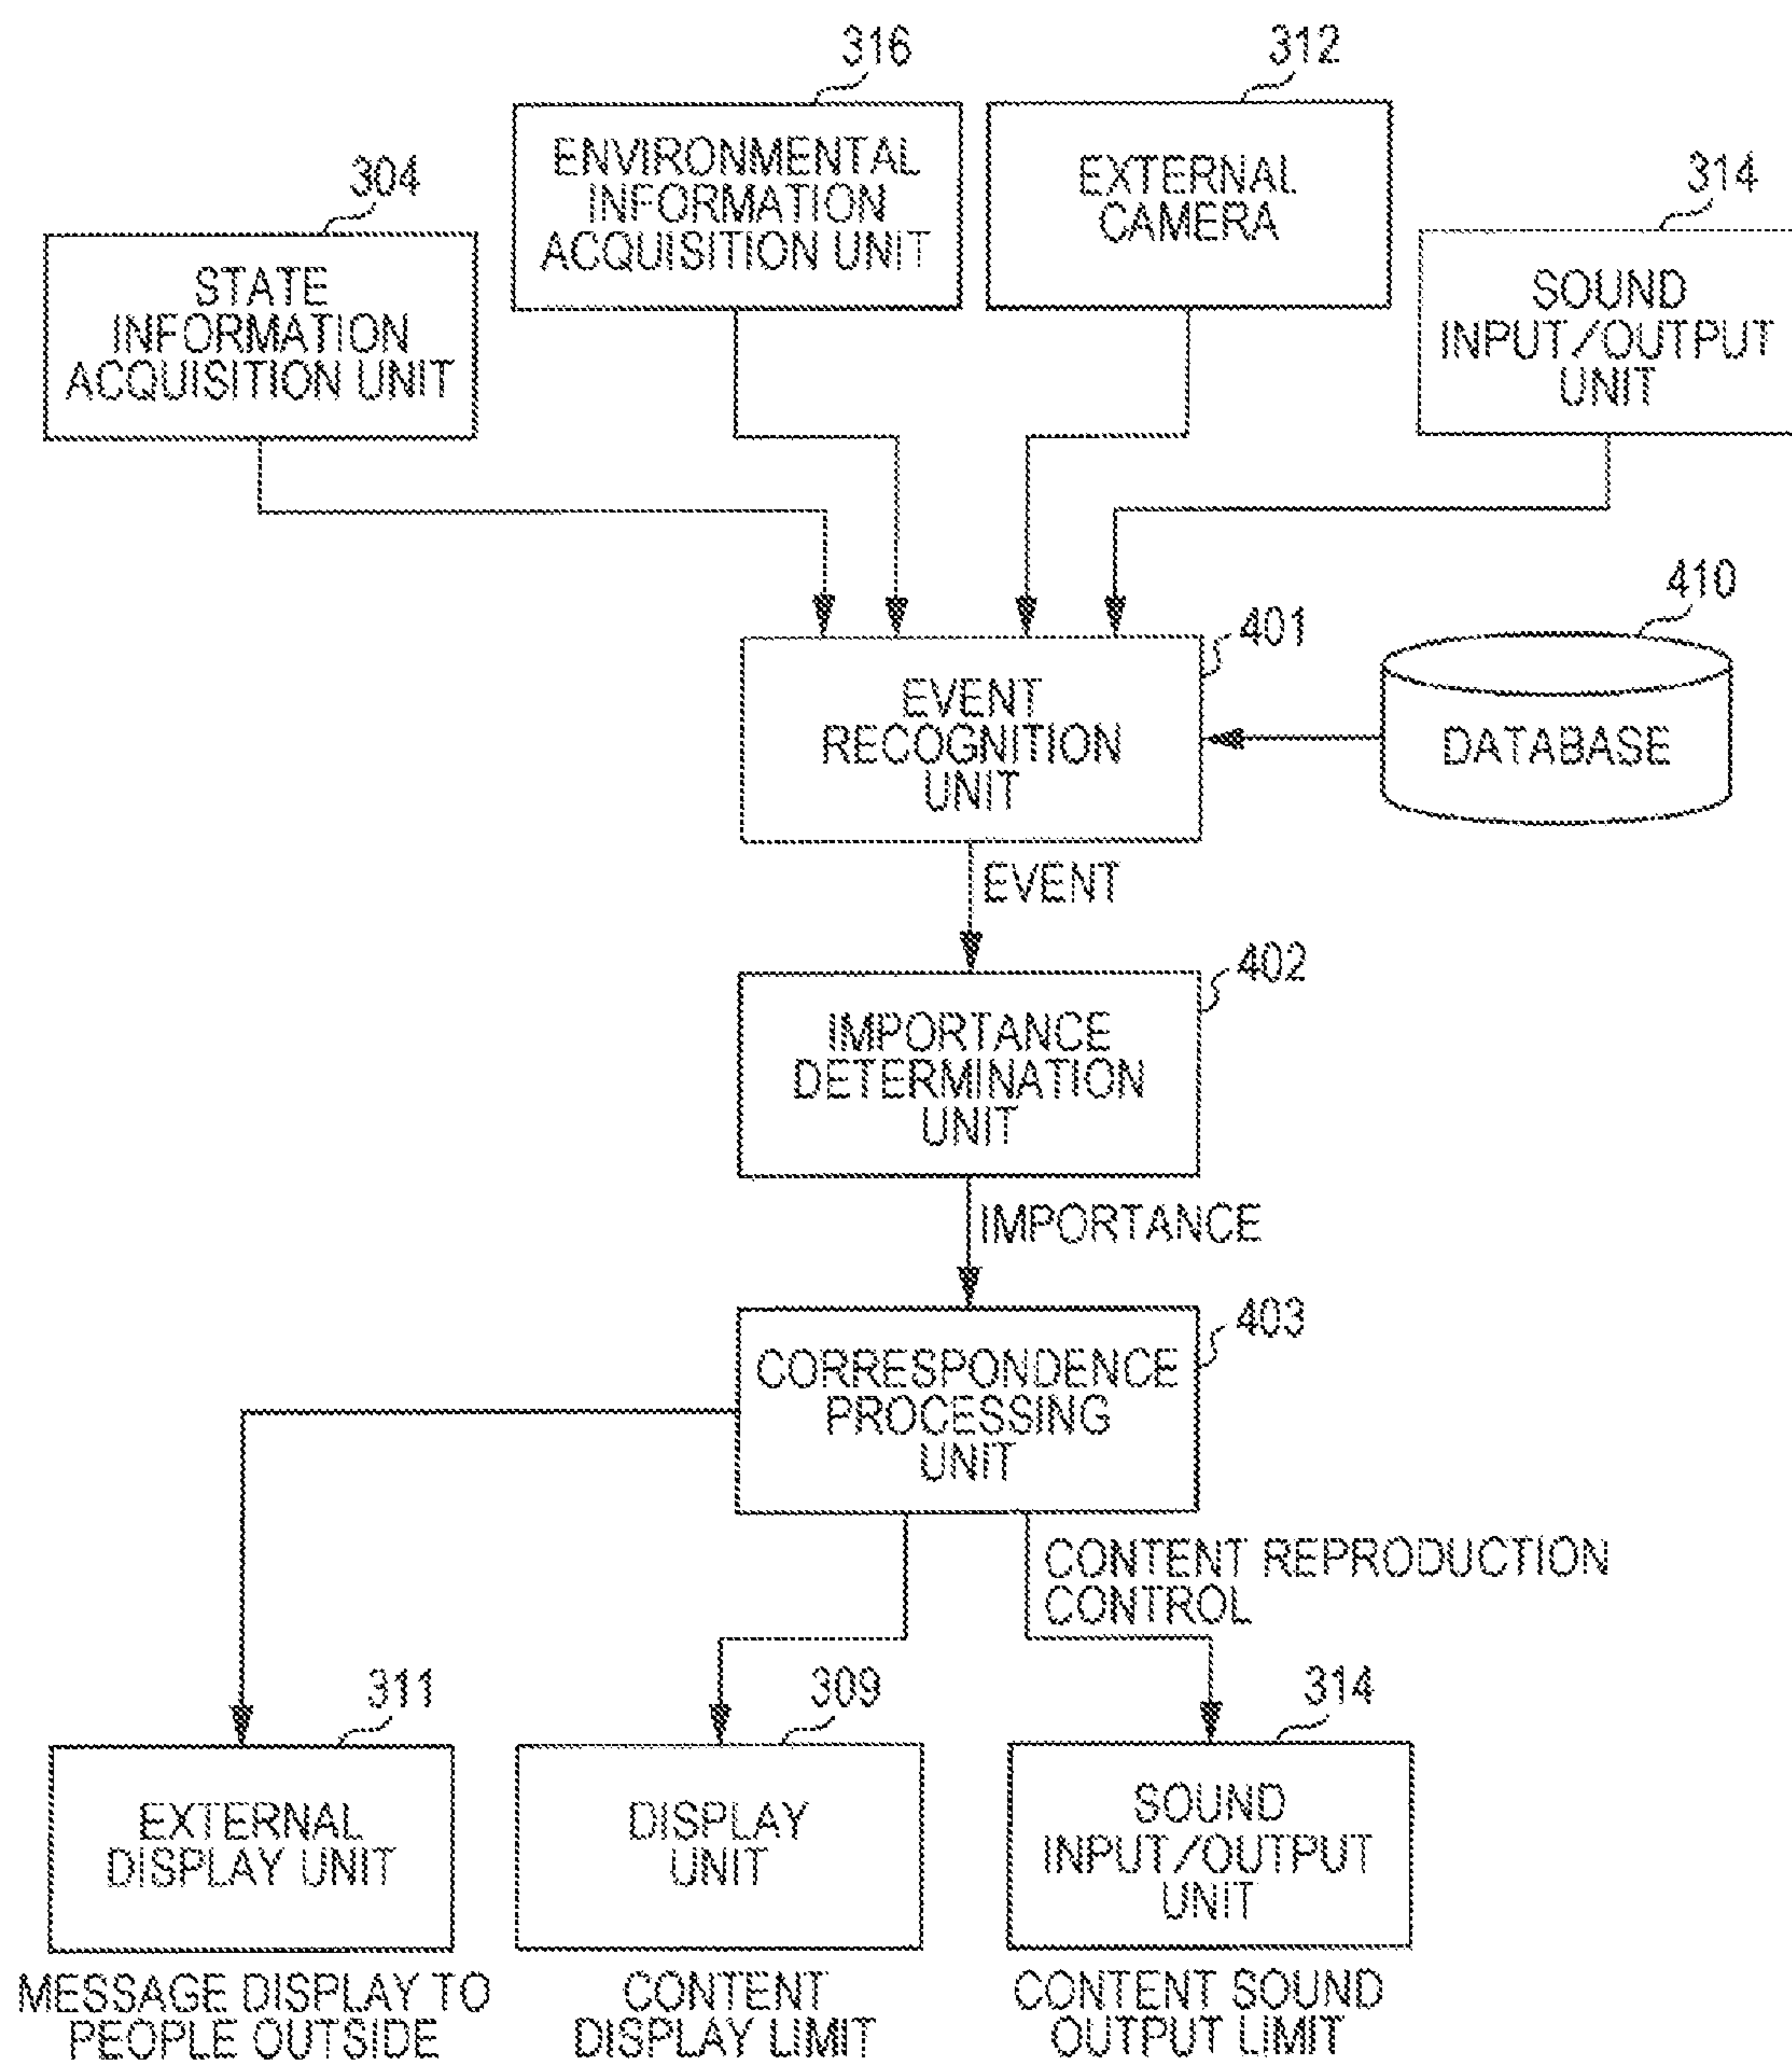 316
312
304
314
ENVIRONMENTAL
INFORMATION
ACQUISITION UNIT
EXTERNAL
CAMERA
STATE
INFORMATION
ACQUISITION UNIT
SOUND
INPUT/OUTPUT
UNIT
410
401
EVENT
RECOGNITION
UNIT
DATABASE
EVENT
402
IMPORTANCE
DETERMINATION
UNIT
IMPORTANCE
403
CORRESPONDENCE
PROCESSING
UNIT
CONTENT REPRODUCTION
CONTROL
311
309
314
EXTERNAL
DISPLAY UNIT
DISPLAY
UNIT
SOUND
INPUT/OUTPUT
UNIT
MESSAGE DISPLAY TO
PEOPLE OUTSIDE
CONTENT
DISPLAY LIMIT
CONTENT SOUND
OUTPUT LIMIT